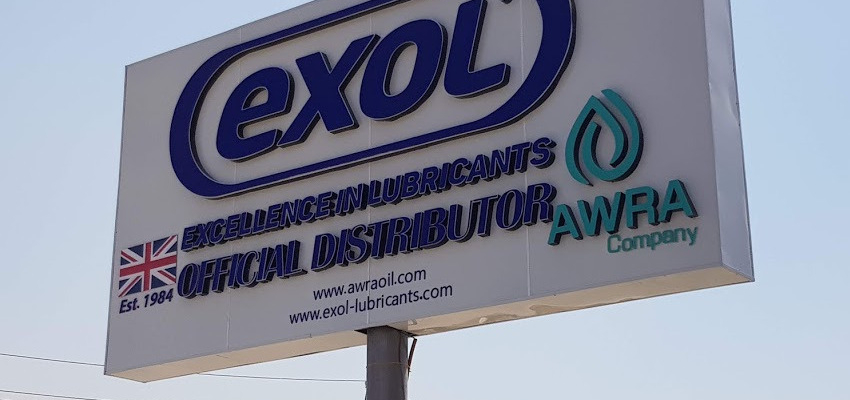 exol
EXCELLENCE IN LUBRICANTS
OFFICIAL DISTRIBUTOR
AWRA
Company
Est. 1984
www.awraoil.com
www.exol-lubricants.com